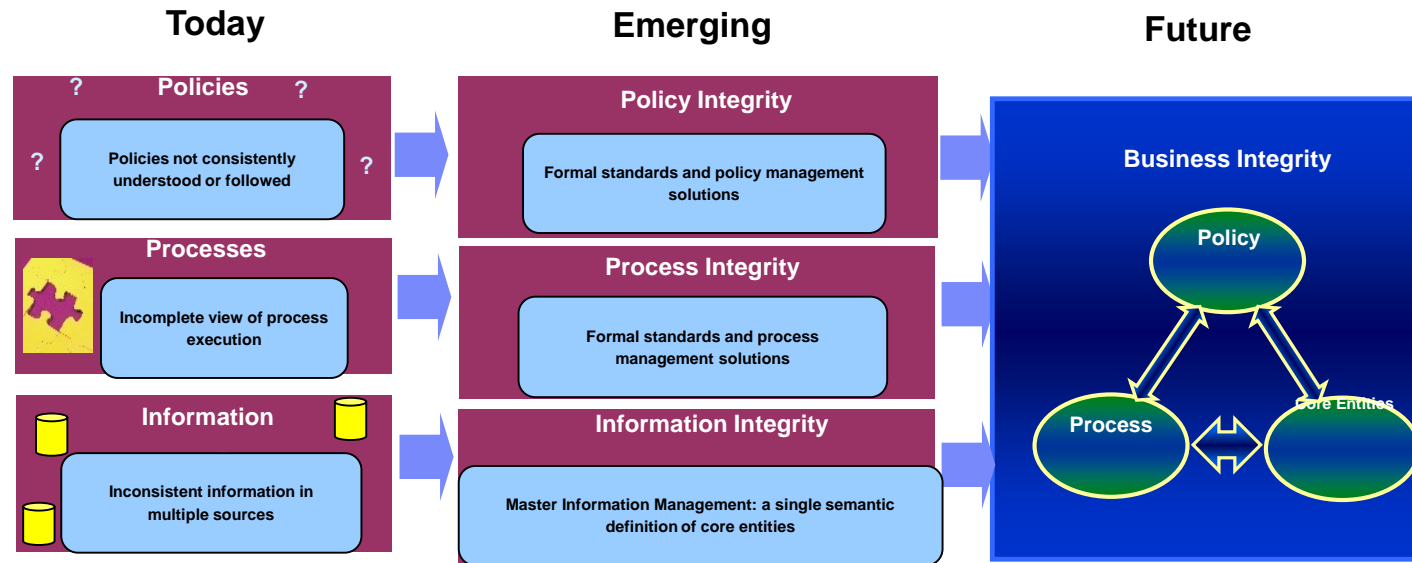 Today
Emerging
Future
? Policies ?
? ?
Policies not consistently
understood or followed
Policy Integrity
Formal standards and policy management
solutions
Processes
Incomplete view of process
execution
Process Integrity
Formal standards and process
management solutions
Information
Inconsistent information in
multiple sources
Information Integrity
Master Information Management: a single semantic
definition of core entities
Business Integrity
Policy
Process
Core Entities